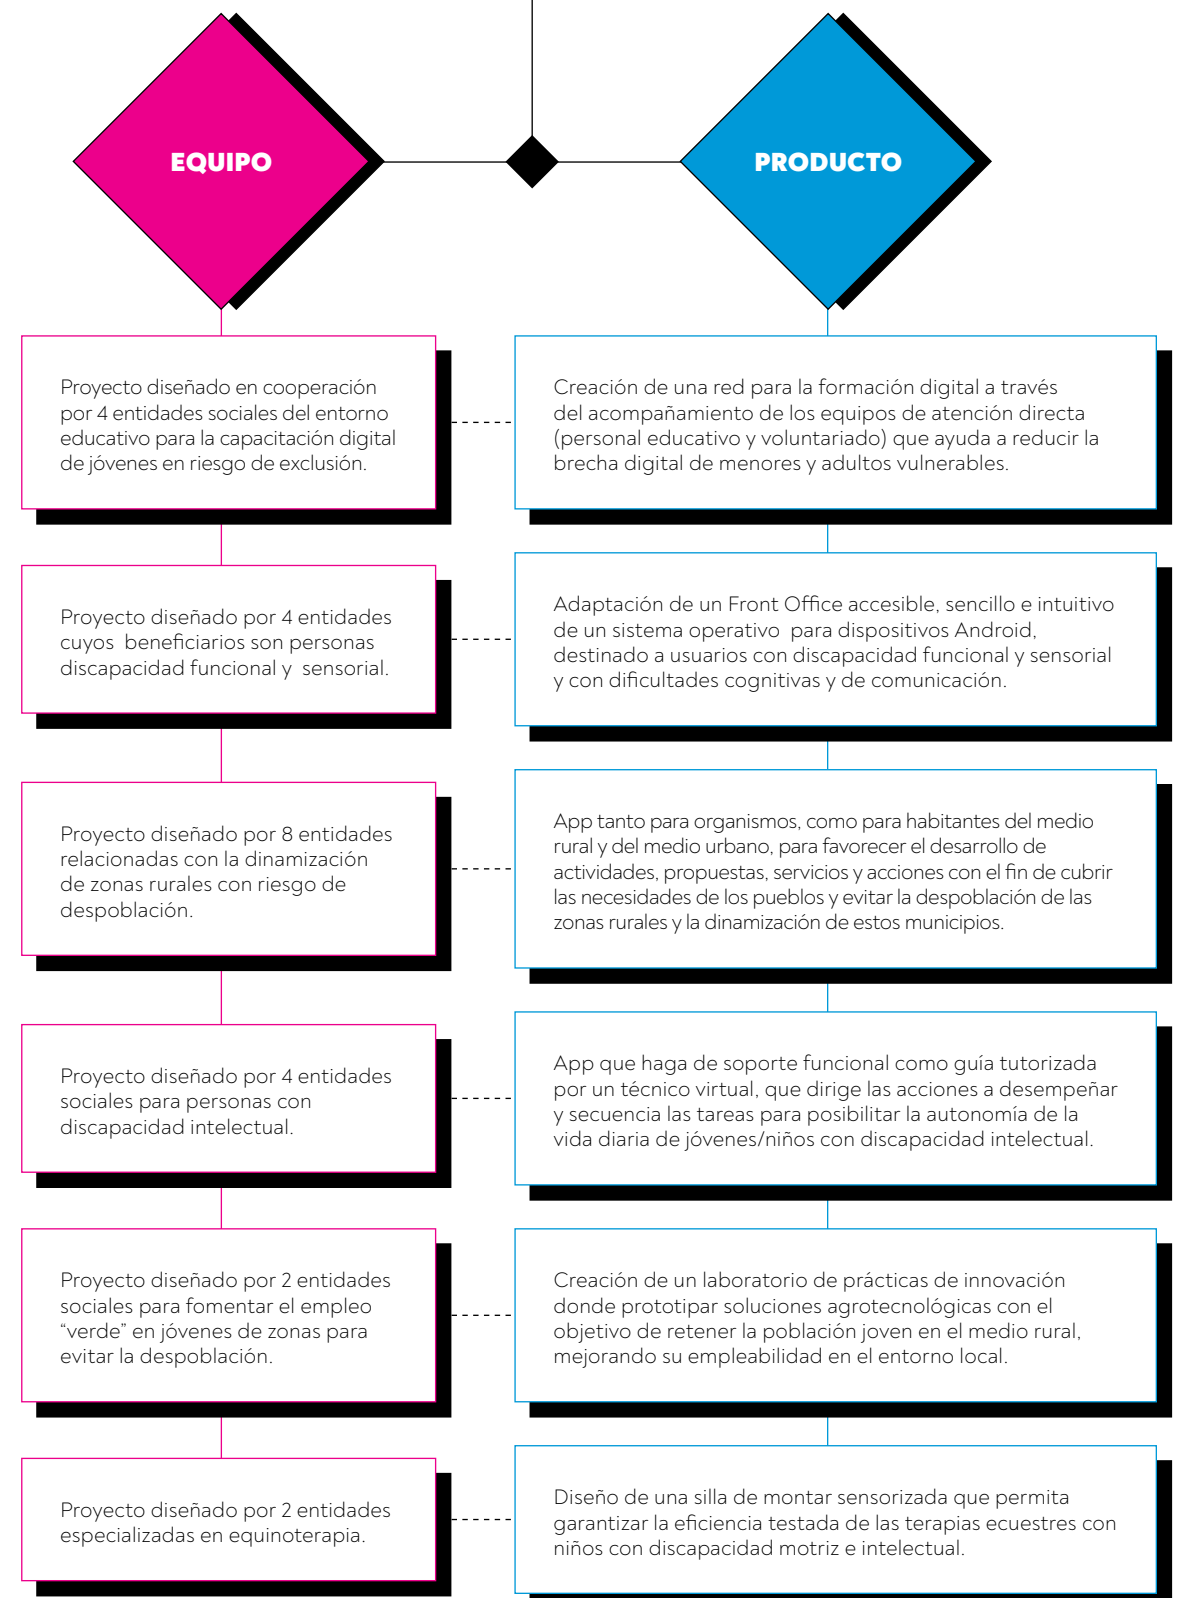 EQUIPO
PRODUCTO
Proyecto diseñado en cooperación
por 4 entidades sociales del entorno
educativo para la capacitación digital
de jóvenes en riesgo de exclusión.
Creación de una red para la formación digital a través
del acompañamiento de los equipos de atención directa
(personal educativo y voluntariado) que ayuda a reducir la
brecha digital de menores y adultos vulnerables.
Proyecto diseñado por 4 entidades
cuyos beneficiarios son personas
discapacidad funcional y sensorial.
Adaptación de un Front Office accesible, sencillo e intuitivo
de un sistema operativo para dispositivos Android,
destinado a usuarios con discapacidad funcional y sensorial
y con dificultades cognitivas y de comunicación.
Proyecto diseñado por 8 entidades
relacionadas con la dinamización
de zonas rurales con riesgo de
despoblación.
App tanto para organismos, como para habitantes del medio
rural y del medio urbano, para favorecer el desarrollo de
actividades, propuestas, servicios y acciones con el fin de cubrir
las necesidades de los pueblos y evitar la despoblación de las
zonas rurales y la dinamización de estos municipios.
Proyecto diseñado por 4 entidades
sociales para personas con
discapacidad intelectual.
App que haga de soporte funcional como guía tutorizada
por un técnico virtual, que dirige las acciones a desempeñar
y secuencia las tareas para posibilitar la autonomía de la
vida diaria de jóvenes/niños con discapacidad intelectual.
Proyecto diseñado por 2 entidades
sociales para fomentar el empleo
“verde” en jóvenes de zonas para
evitar la despoblación.
Creación de un laboratorio de prácticas de innovación
donde prototipar soluciones agrotecnológicas con el
objetivo de retener la población joven en el medio rural,
mejorando su empleabilidad en el entorno local.
Proyecto diseñado por 2 entidades
especializadas en equinoterapia.
Diseño de una silla de montar sensorizada que permita
garantizar la eficiencia testada de las terapias ecuestres con
niños con discapacidad motriz e intelectual.